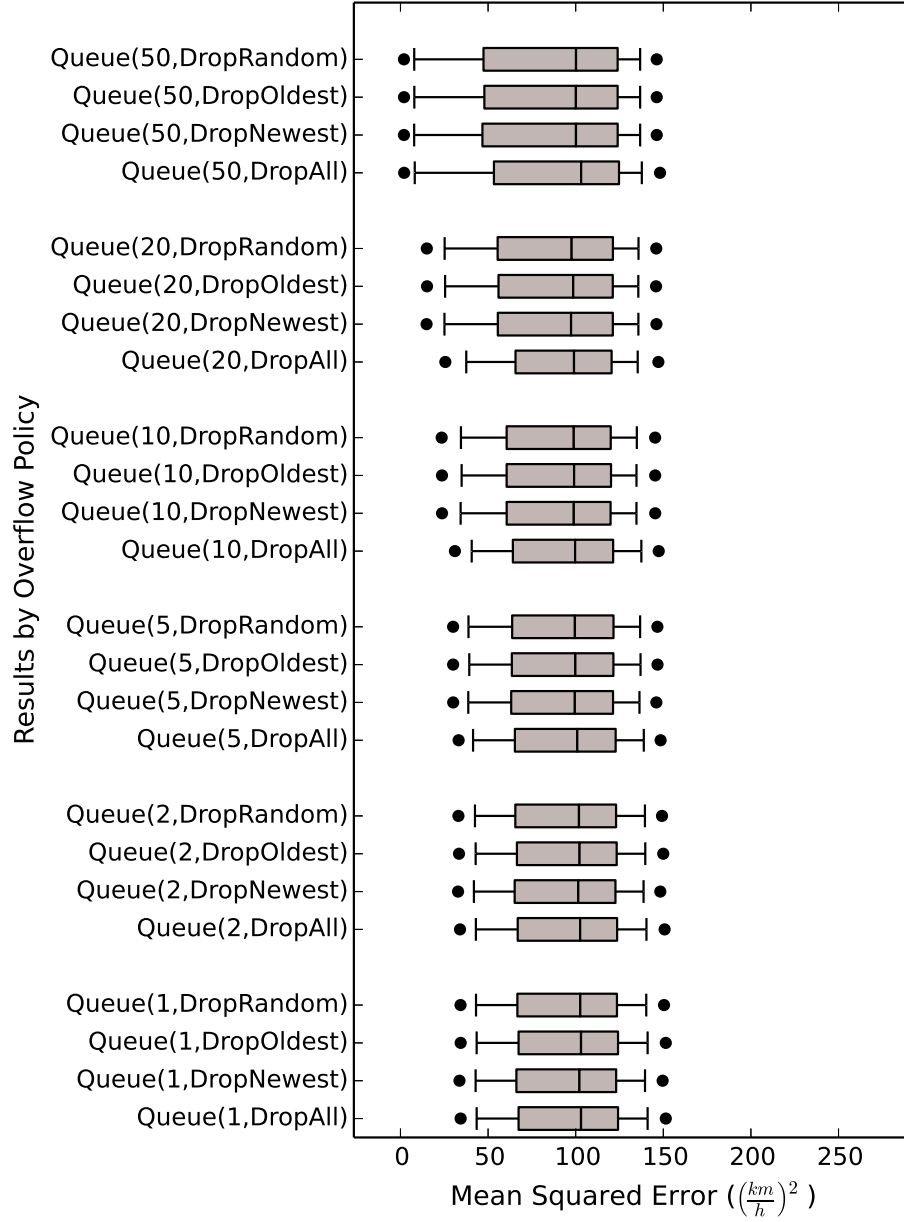 Queue(50,DropRandom)
Queue(50,DropOldest)
Queue(50,DropNewest)
Queue(50,DropAll)
Queue(20,DropRandom)
Queue(20,DropOldest)
Queue(20,DropNewest)
Queue(20,DropAll)
Queue(10,DropRandom)
Queue(10,DropOldest)
Queue(10,DropNewest)
Queue(10,DropAll)
Queue(5,DropRandom)
Queue(5,DropOldest)
Queue(5,DropNewest)
Queue(5,DropAll)
Queue(2,DropRandom)
Queue(2,DropOldest)
Queue(2,DropNewest)
Queue(2,DropAll)
Queue(1,DropRandom)
Queue(1,DropOldest)
Queue(1,DropNewest)
Queue(1,DropAll)
Results by Overflow Policy
0 50 100 150 200 250
Mean Squared Error ((km/h)² )